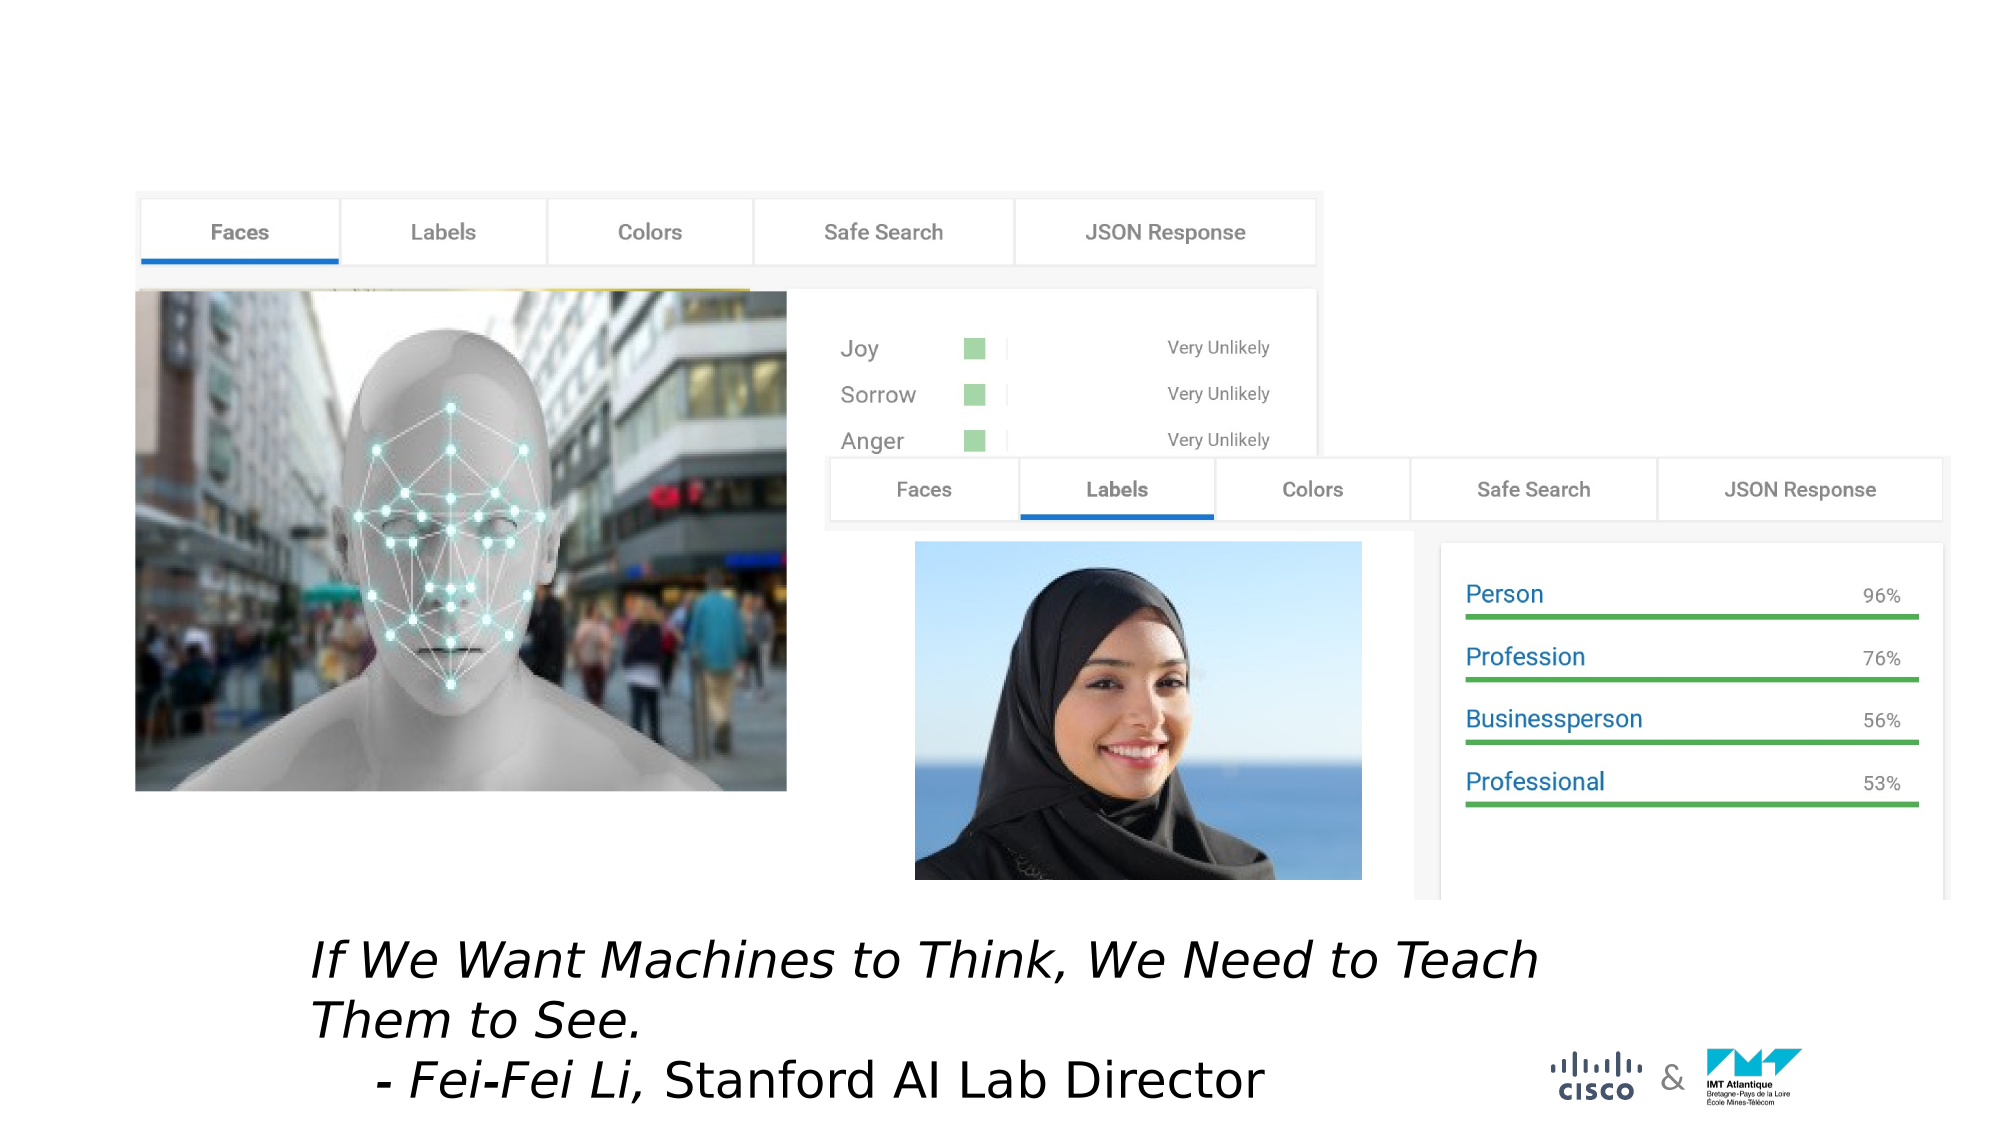 Faces Labels Colors Safe Search JSON Response
Joy Very Unlikely
Sorrow Very Unlikely
Anger Very Unlikely
Faces Labels Colors Safe Search JSON Response
Person 96%
Profession 76%
Businessperson 56%
Professional 53%
If We Want Machines to Think, We Need to Teach
Them to See.
- Fei-Fei Li, Stanford AI Lab Director
CISCO & IMT Atlantique
Bretagne-Pays de la Loire
École Mines-Télécom